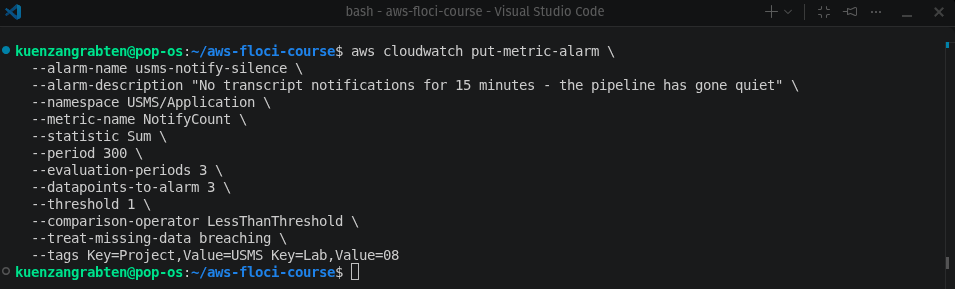 bash - aws-floci-course - Visual Studio Code
kuenzangrabten@pop-os:~/aws-floci-course$ aws cloudwatch put-metric-alarm \
  --alarm-name usms-notify-silence \
  --alarm-description "No transcript notifications for 15 minutes - the pipeline has gone quiet" \
  --namespace USMS/Application \
  --metric-name NotifyCount \
  --statistic Sum \
  --period 300 \
  --evaluation-periods 3 \
  --datapoints-to-alarm 3 \
  --threshold 1 \
  --comparison-operator LessThanThreshold \
  --treat-missing-data breaching \
  --tags Key=Project,Value=USMS Key=Lab,Value=08
kuenzangrabten@pop-os:~/aws-floci-course$